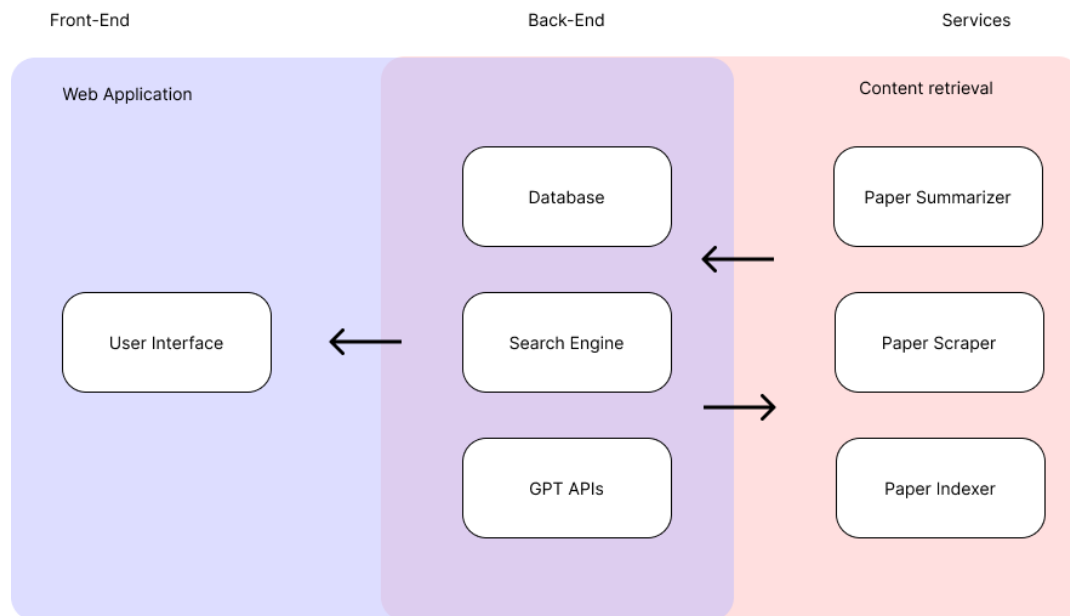 Front-End
Back-End
Services
Web Application
Content retrieval
Database
Paper Summarizer
User Interface
Search Engine
Paper Scraper
GPT APIs
Paper Indexer